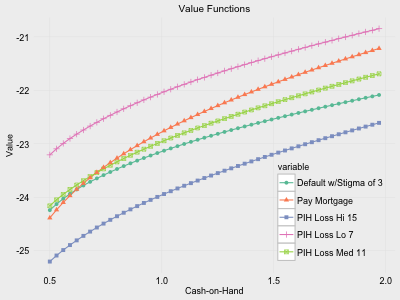 Value Functions
Value
-21
-22
-23
-24
-25
variable
Default w/Stigma of 3
Pay Mortgage
PIH Loss Hi 15
PIH Loss Lo 7
PIH Loss Med 11
0.5
1.0
1.5
2.0
Cash-on-Hand